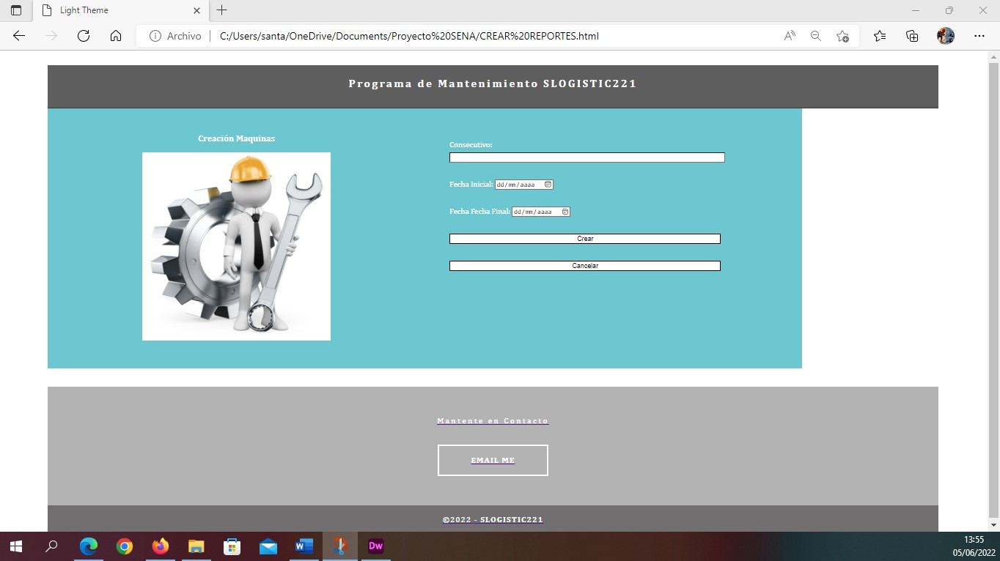 Light Theme
Archivo
C:/Users/santa/OneDrive/Documents/Proyecto%20SENA/CREAR%20REPORTES.html
Programa de Mantenimiento SLOGISTIC221
Creación Maquinas
Consecutivo:
Fecha Inicial: dd/mm/aaaa
Fecha Fecha Final: dd/mm/aaaa
Crear
Cancelar
Mantente en Contacto
EMAIL ME
©2022 - SLOGISTIC221
W
Dw
13:55
05/06/2022